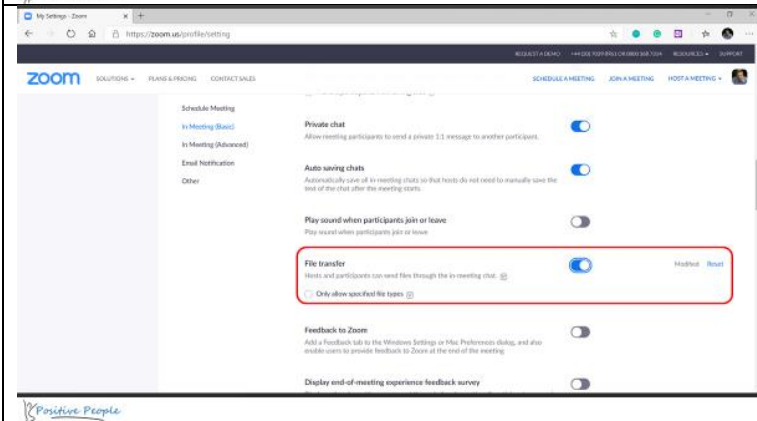 My Settings - Zoom
https://zoom.us/profile/setting
REQUEST A DEMO RESOURCES SUPPORT
zoom SOLUTIONS PLANS & PRICING CONTACT SALES SCHEDULE A MEETING JOIN A MEETING HOST A MEETING
Schedule Meeting
In Meeting (Basic)
In Meeting (Advanced)
Email Notification
Other
Private chat
Allow meeting participants to send a private 1:1 message to another participant.
Auto saving chats
Automatically save all in-meeting chats so that hosts do not need to manually save the
text of the chat after the meeting starts.
Play sound when participants join or leave
Play sound when participants join or leave
File transfer Modified Reset
Hosts and participants can send files through the in-meeting chat.
Only allow specified file types
Feedback to Zoom
Add a Feedback tab to the Windows Settings or Mac Preferences dialog, and also
enable users to provide feedback to Zoom at the end of the meeting
Display end-of-meeting experience feedback survey
Positive People